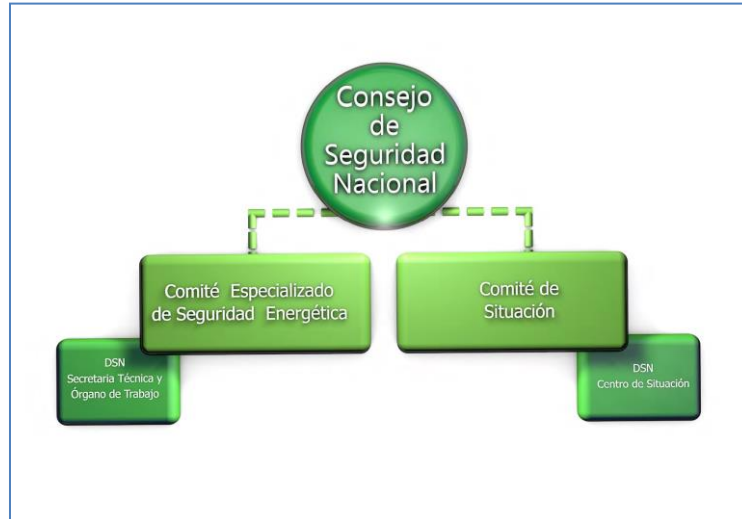 Consejo
de
Seguridad
Nacional
Comité Especializado
de Seguridad Energética
Comité de
Situación
DSN
Secretaria Técnica y
Órgano de Trabajo
DSN
Centro de Situación